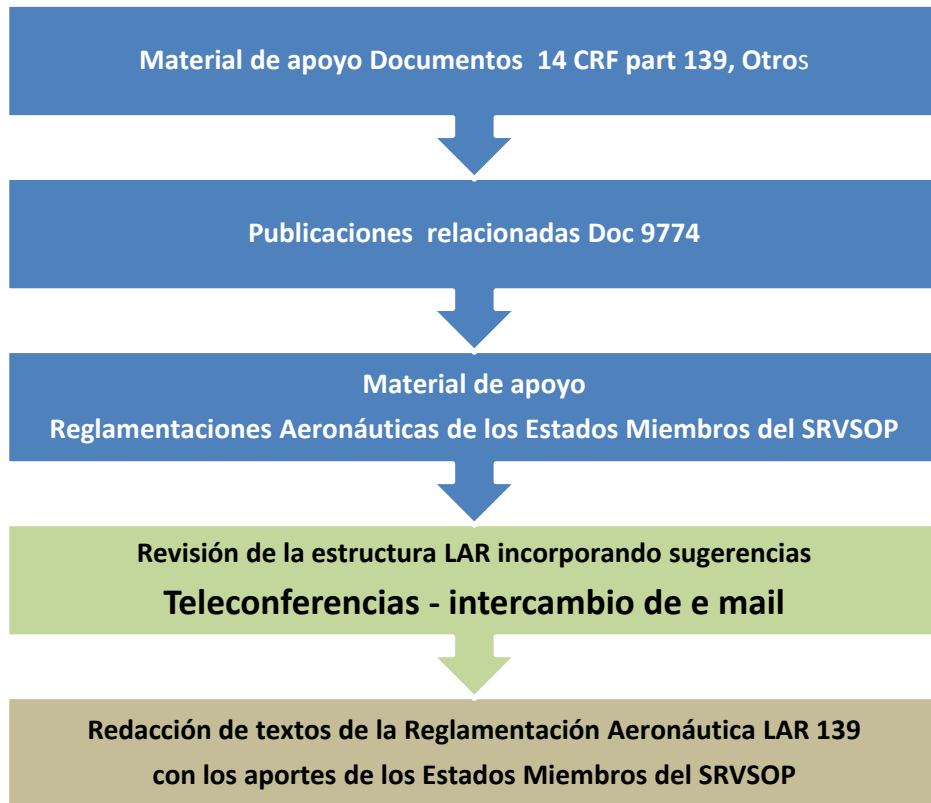 Material de apoyo Documentos 14 CRF part 139, Otros
Publicaciones relacionadas Doc 9774
Material de apoyo
Reglamentaciones Aeronáuticas de los Estados Miembros del SRVSOP
Revisión de la estructura LAR incorporando sugerencias
Teleconferencias - intercambio de e mail
Redacción de textos de la Reglamentación Aeronáutica LAR 139
con los aportes de los Estados Miembros del SRVSOP